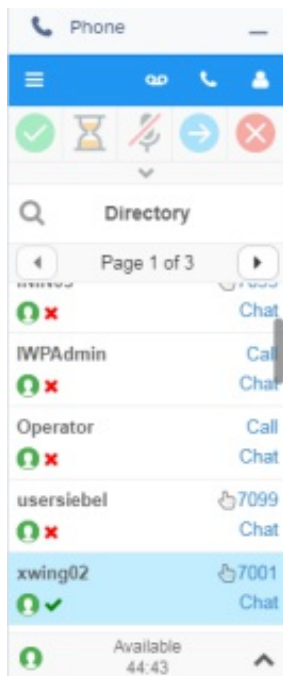 Phone
Directory
Page 1 of 3
Chat
IWPAdmin Call
Chat
Operator Call
Chat
usersiebel 7099
Chat
xwing02 7001
Chat
Available
44:43